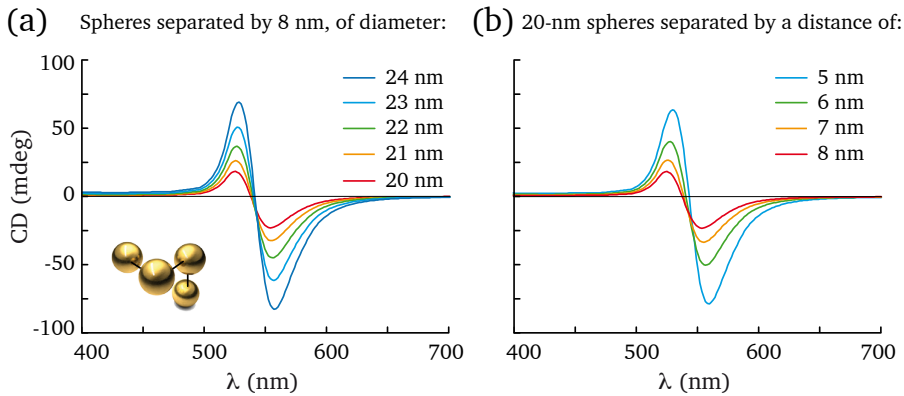 (a) Spheres separated by 8 nm, of diameter:
100
50
0
-50
-100
CD (mdeg)
24 nm
23 nm
22 nm
21 nm
20 nm
400 500 600 700
λ (nm)
(b) 20-nm spheres separated by a distance of:
5 nm
6 nm
7 nm
8 nm
400 500 600 700
λ (nm)